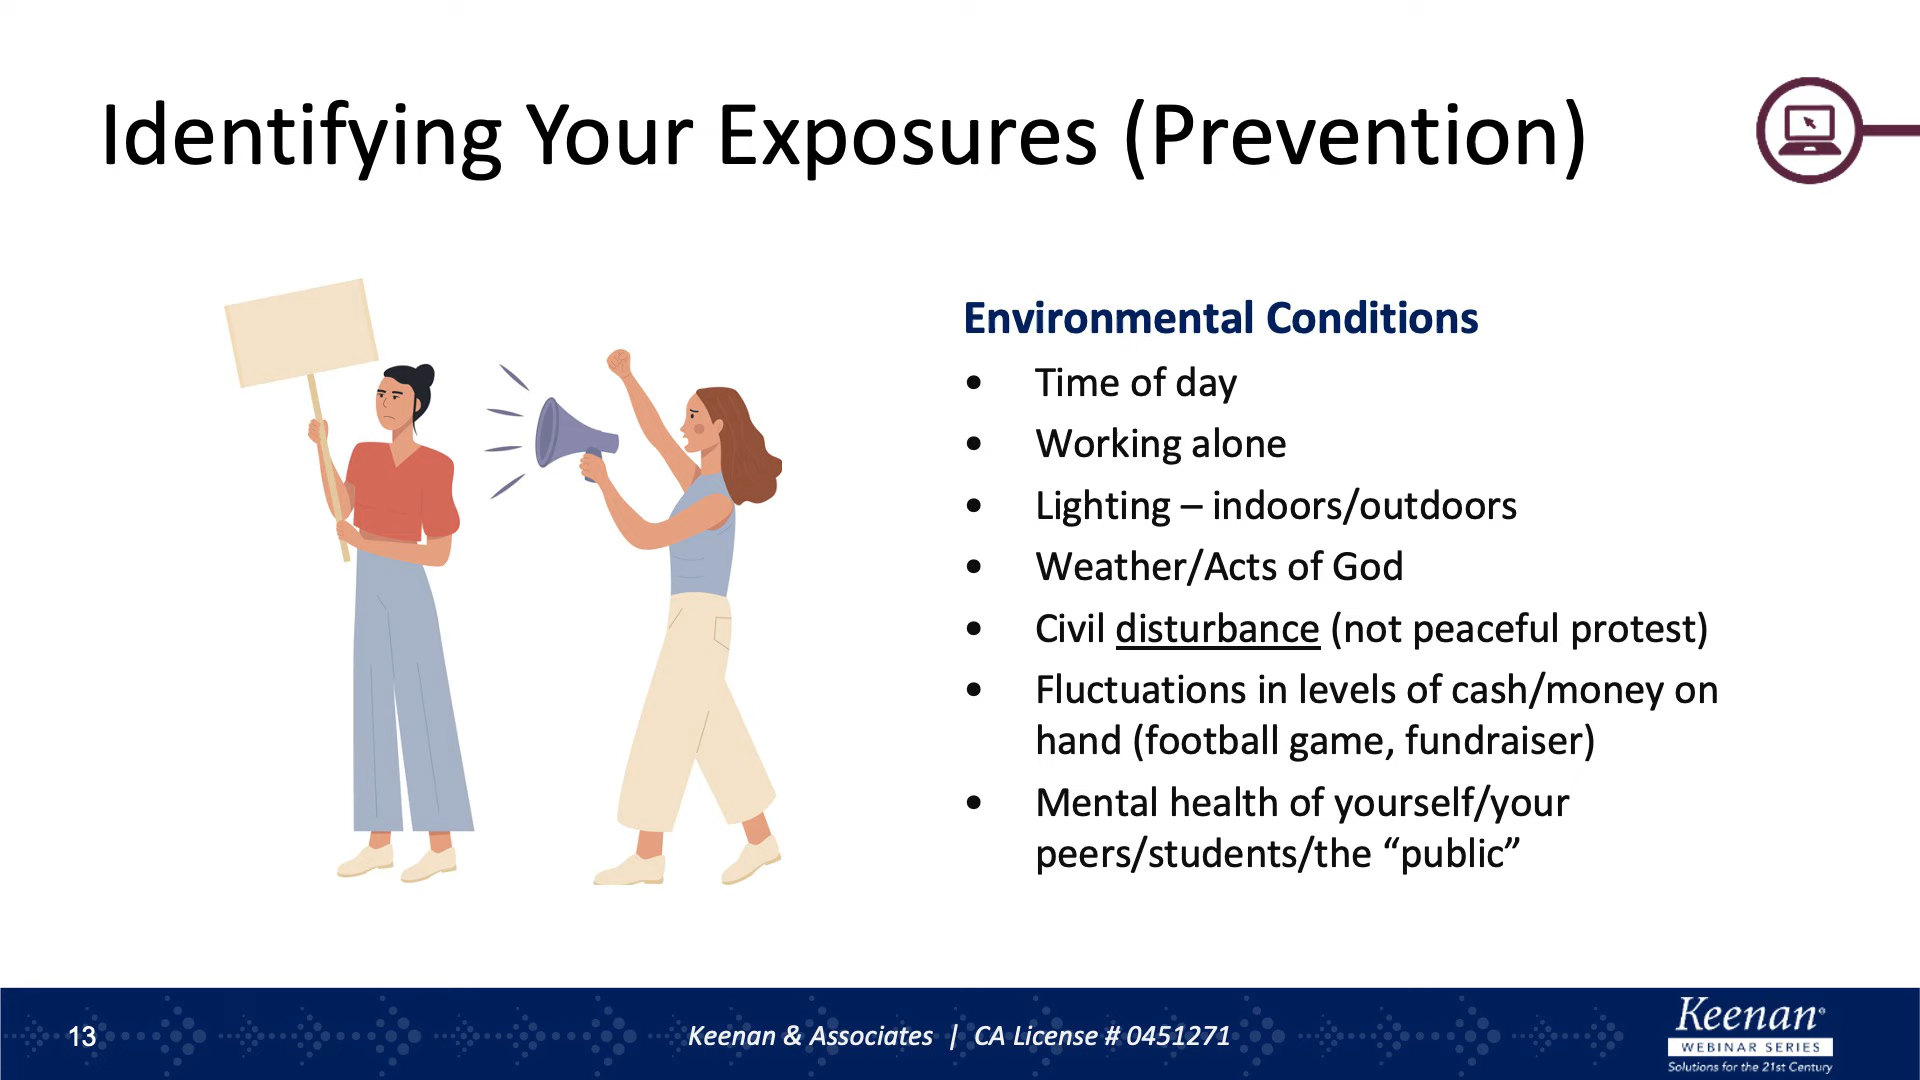 Identifying Your Exposures (Prevention)
Environmental Conditions
• Time of day
• Working alone
• Lighting – indoors/outdoors
• Weather/Acts of God
• Civil disturbance (not peaceful protest)
• Fluctuations in levels of cash/money on
hand (football game, fundraiser)
• Mental health of yourself/your
peers/students/the “public”
13
Keenan & Associates | CA License # 0451271
Keenan®
WEBINAR SERIES
Solutions for the 21st Century